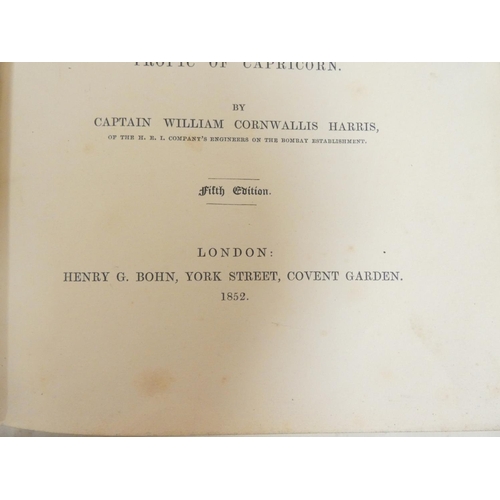 TROPIC OF CAPRICORN.
BY
CAPTAIN WILLIAM CORNWALLIS HARRIS,
OF THE H. E. I. COMPANY'S ENGINEERS ON THE BOMBAY ESTABLISHMENT.
Fifth Edition.
LONDON:
HENRY G. BOHN, YORK STREET, COVENT GARDEN.
1852.